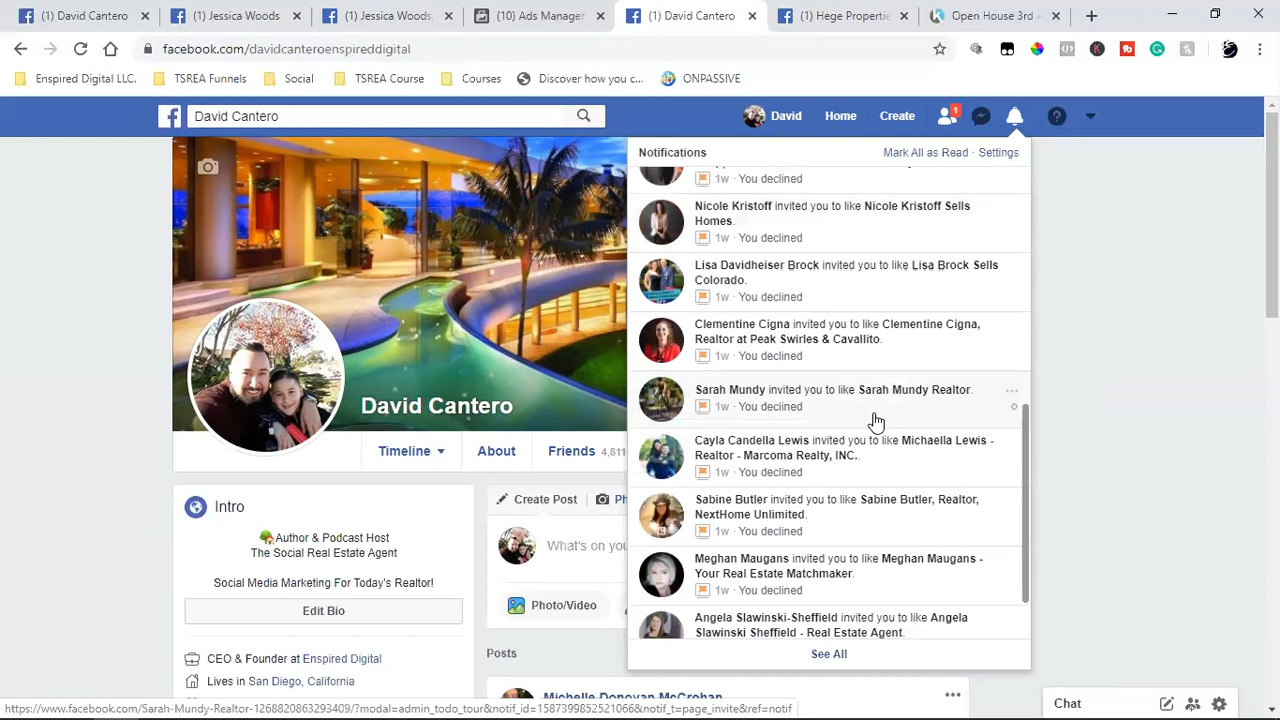 (1) David Cantero
(1) Jessica Woods
(1) Jessica Woods,
(10) Ads Manager
(1) David Cantero
(1) Hege Properti
Open House 3rd
facebook.com/davidcanteroenspireddigital
Enspired Digital LLC.
TSREA Funnels
Social
TSREA Course
Courses
Discover how you c...
ONPASSIVE
David Cantero
David
Home
Create
1
Notifications
Mark All as Read · Settings
1w · You declined
Nicole Kristoff invited you to like Nicole Kristoff Sells
Homes.
1w · You declined
Lisa Davidheiser Brock invited you to like Lisa Brock Sells
Colorado.
1w · You declined
Clementine Cigna invited you to like Clementine Cigna,
Realtor at Peak Swirles & Cavallito.
1w · You declined
Sarah Mundy invited you to like Sarah Mundy Realtor.
1w · You declined
Cayla Candella Lewis invited you to like Michaella Lewis -
Realtor - Marcoma Realty, INC..
1w · You declined
Sabine Butler invited you to like Sabine Butler, Realtor,
NextHome Unlimited.
1w · You declined
Meghan Maugans invited you to like Meghan Maugans -
Your Real Estate Matchmaker.
1w · You declined
Angela Slawinski-Sheffield invited you to like Angela
Slawinski Sheffield - Real Estate Agent.
See All
David Cantero
Timeline
About
Friends 4,811
Intro
Author & Podcast Host
The Social Real Estate Agent
Social Media Marketing For Today's Realtor!
Edit Bio
CEO & Founder at Enspired Digital
Lives in San Diego, California
Create Post
Ph
What's on you
Photo/Video
Posts
Michelle Donovan McCrohan
Chat
https://www.facebook.com/Sarah-Mundy-Realtor-1268820863293409/?modal=admin_todo_tour&notif_id=1587399852521066&notif_t=page_invite&ref=notif